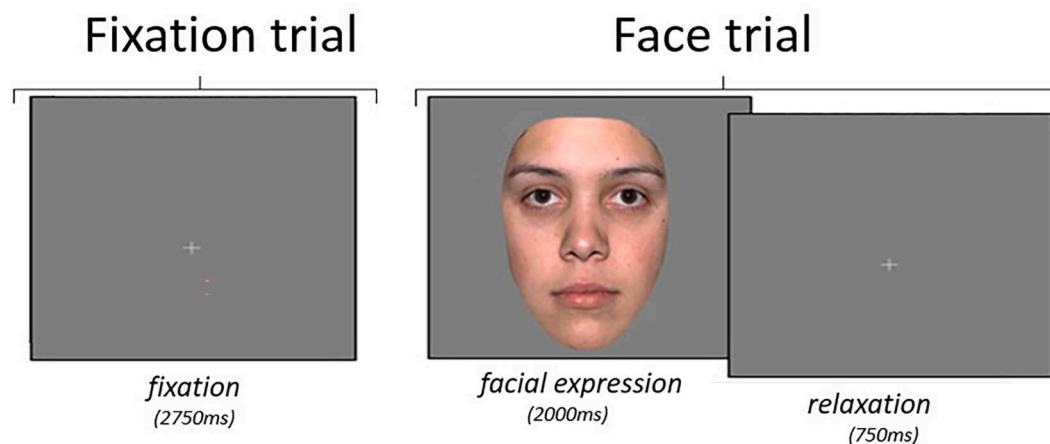 Fixation trial
Face trial
fixation
(2750ms)
facial expression
(2000ms)
relaxation
(750ms)